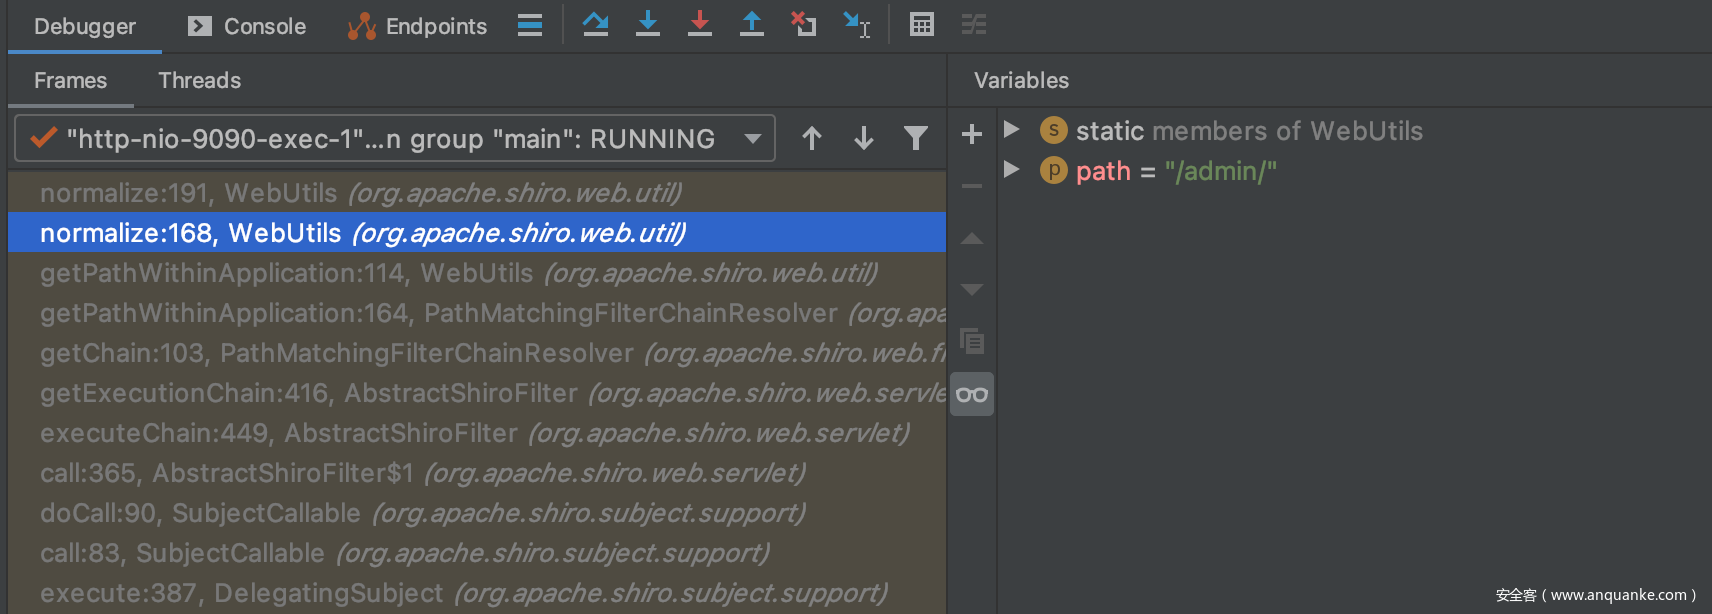 Debugger Console Endpoints
Frames Threads Variables
"http-nio-9090-exec-1"...n group "main": RUNNING
static members of WebUtils
path = "/admin/"
normalize:191, WebUtils (org.apache.shiro.web.util)
normalize:168, WebUtils (org.apache.shiro.web.util)
getPathWithinApplication:114, WebUtils (org.apache.shiro.web.util)
getPathWithinApplication:164, PathMatchingFilterChainResolver (org.apa
getChain:103, PathMatchingFilterChainResolver (org.apache.shiro.web.fi
getExecutionChain:416, AbstractShiroFilter (org.apache.shiro.web.servle
executeChain:449, AbstractShiroFilter (org.apache.shiro.web.servlet)
call:365, AbstractShiroFilter$1 (org.apache.shiro.web.servlet)
doCall:90, SubjectCallable (org.apache.shiro.subject.support)
call:83, SubjectCallable (org.apache.shiro.subject.support)
execute:387, DelegatingSubject (org.apache.shiro.subject.support)
安全客（www.anquanke.com）